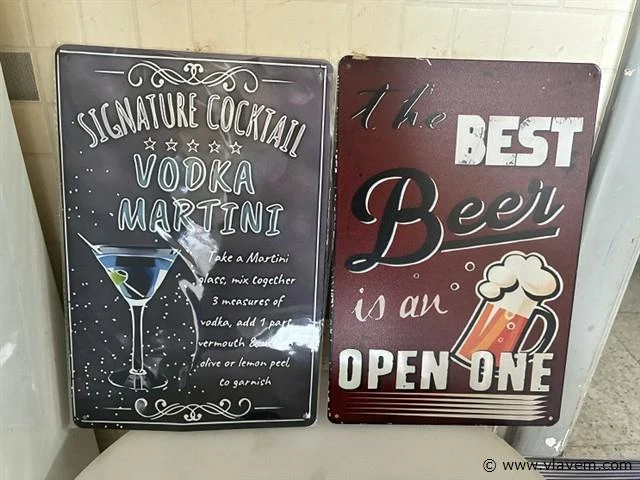 SIGNATURE COCKTAIL
VODKA
MARTINI
Take a Martini
glass, mix together
3 measures of
vodka, add 1 part
vermouth &
olive or lemon peel
to garnish
the
BEST
Beer
is an
OPEN ONE
© www.vlavem.com